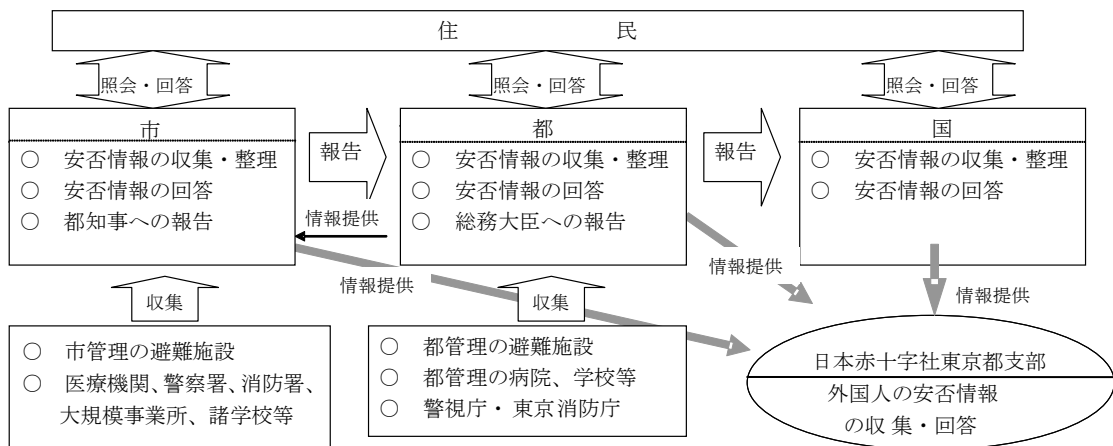 住 民
照会・回答
照会・回答
照会・回答
市
○ 安否情報の収集・整理
○ 安否情報の回答
○ 都知事への報告
報告
都
○ 安否情報の収集・整理
○ 安否情報の回答
○ 総務大臣への報告
報告
国
○ 安否情報の収集・整理
○ 安否情報の回答
情報提供
情報提供
情報提供
情報提供
収集
収集
○ 市管理の避難施設
○ 医療機関、警察署、消防署、
大規模事業所、諸学校等
○ 都管理の避難施設
○ 都管理の病院、学校等
○ 警視庁・東京消防庁
日本赤十字社東京都支部
外国人の安否情報
の収 集・回答